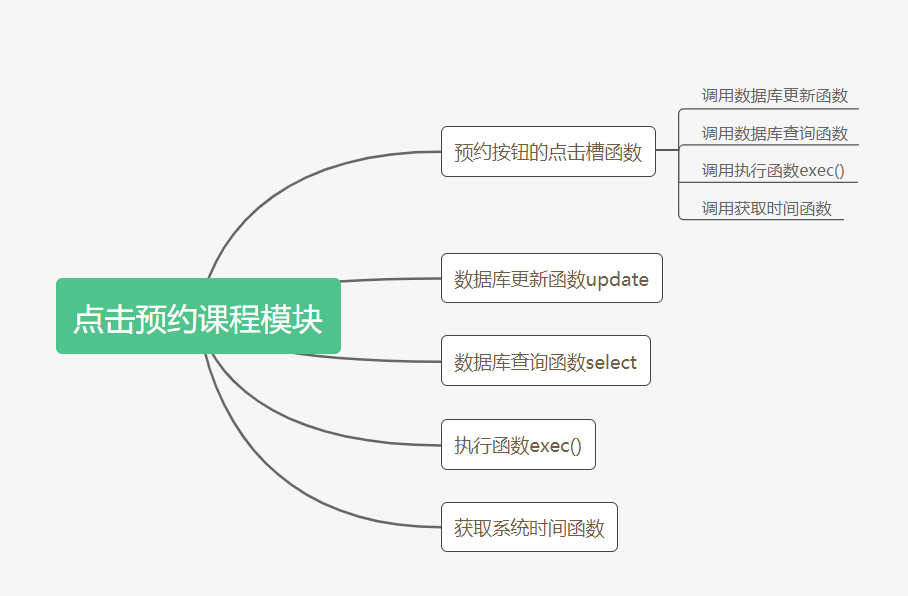 点击预约课程模块
预约按钮的点击槽函数
调用数据库更新函数
调用数据库查询函数
调用执行函数exec()
调用获取时间函数
数据库更新函数update
数据库查询函数select
执行函数exec()
获取系统时间函数